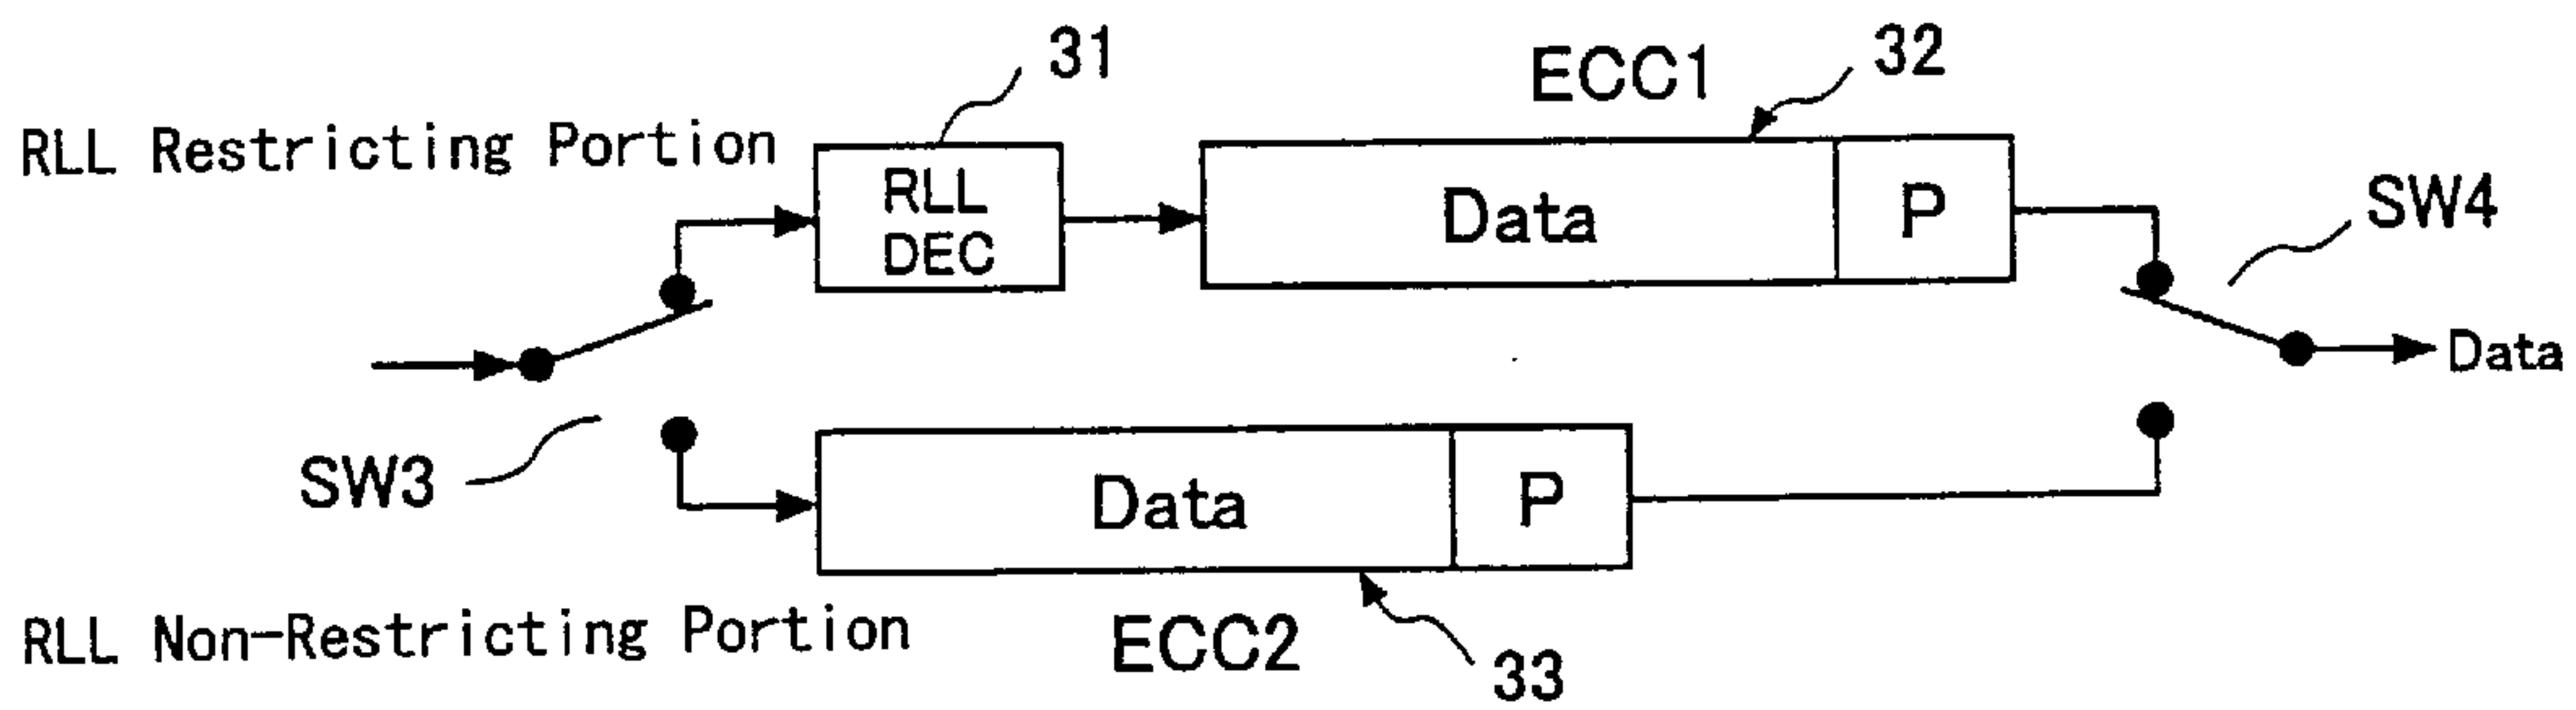 31
ECC1
32
RLL Restricting Portion
RLL
DEC
Data
P
SW4
Data
SW3
Data
P
RLL Non-Restricting Portion
ECC2
33